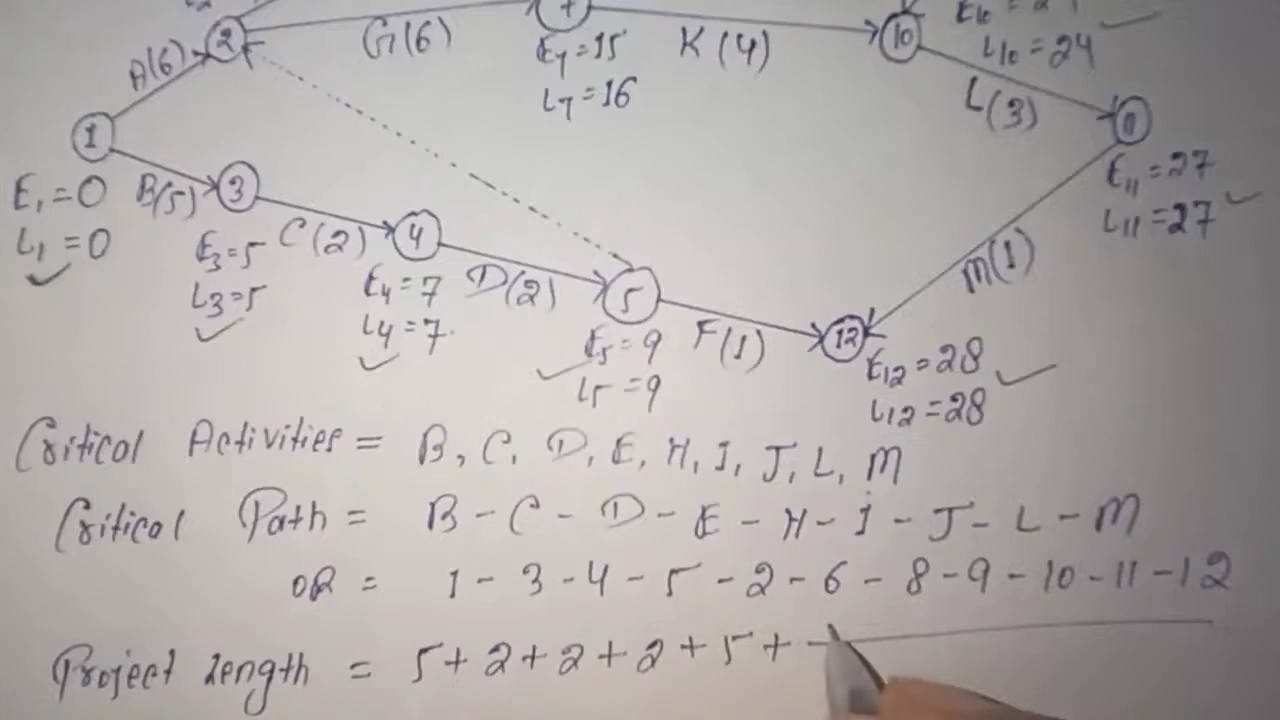 G(6)
K (4)
A(6)
2
10
E7 = 15
L7 = 16
L10 = 24
L(3)
11
1
E11 = 27
L11 = 27
B(5)
3
E1 = 0
L1 = 0
C(2)
4
E3 = 5
L3 = 5
M(1)
D(2)
5
E4 = 7
L4 = 7
F(1)
12
E5 = 9
L5 = 9
E12 = 28
L12 = 28
Critical Activities = B, C, D, E, H, I, J, L, M
Critical Path = B - C - D - E - H - I - J - L - M
OR = 1 - 3 - 4 - 5 - 2 - 6 - 8 - 9 - 10 - 11 - 12
Project length = 5 + 2 + 2 + 2 + 5 +